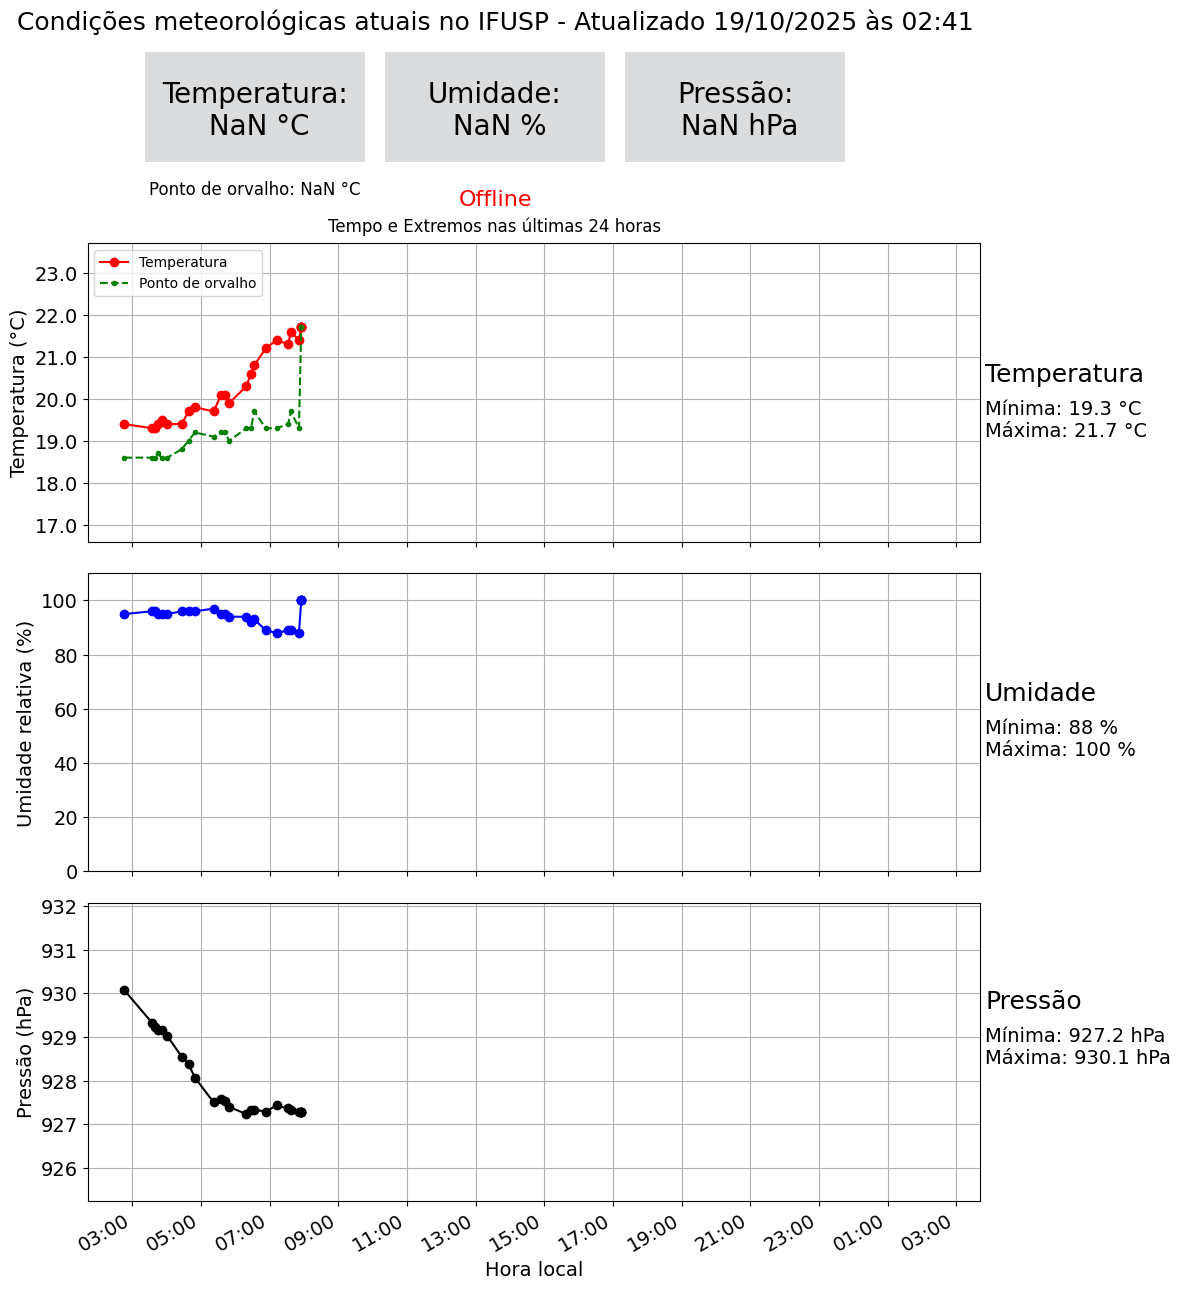 Condições meteorológicas atuais no IFUSP - Atualizado 19/10/2025 às 02:41
Temperatura:
NaN °C
Umidade:
NaN %
Pressão:
NaN hPa
Ponto de orvalho: NaN °C
Offline
Tempo e Extremos nas últimas 24 horas
Temperatura
Ponto de orvalho
Temperatura (°C)
23.0
22.0
21.0
20.0
19.0
18.0
17.0
Temperatura
Mínima: 19.3 °C
Máxima: 21.7 °C
Umidade relativa (%)
100
80
60
40
20
0
Umidade
Mínima: 88 %
Máxima: 100 %
Pressão (hPa)
932
931
930
929
928
927
926
Pressão
Mínima: 927.2 hPa
Máxima: 930.1 hPa
03:00 05:00 07:00 09:00 11:00 13:00 15:00 17:00 19:00 21:00 23:00 01:00 03:00
Hora local